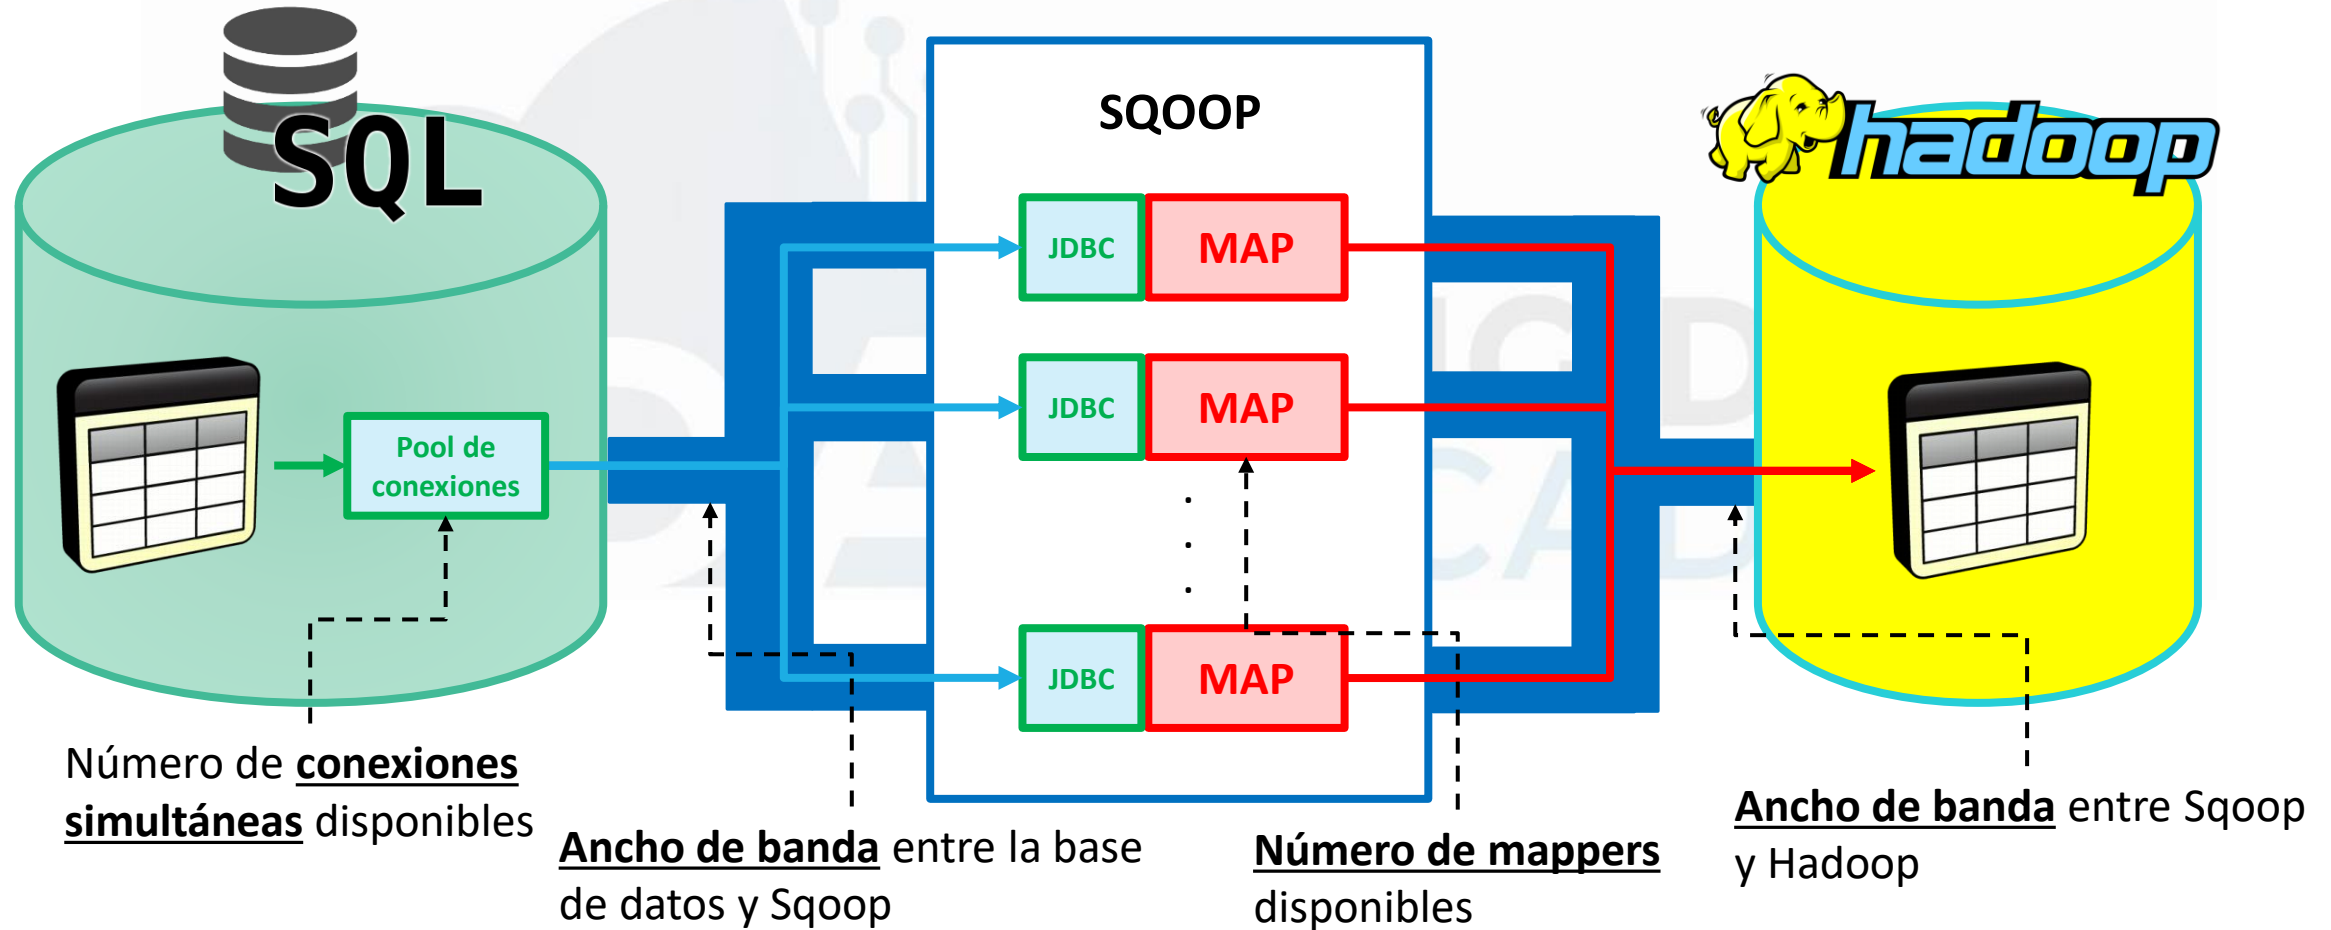 SQL
SQOOP
hadoop
JDBC
MAP
JDBC
MAP
Pool de
conexiones
.
.
.
JDBC
MAP
Número de conexiones
simultáneas disponibles
Ancho de banda entre la base
de datos y Sqoop
Número de mappers
disponibles
Ancho de banda entre Sqoop
y Hadoop